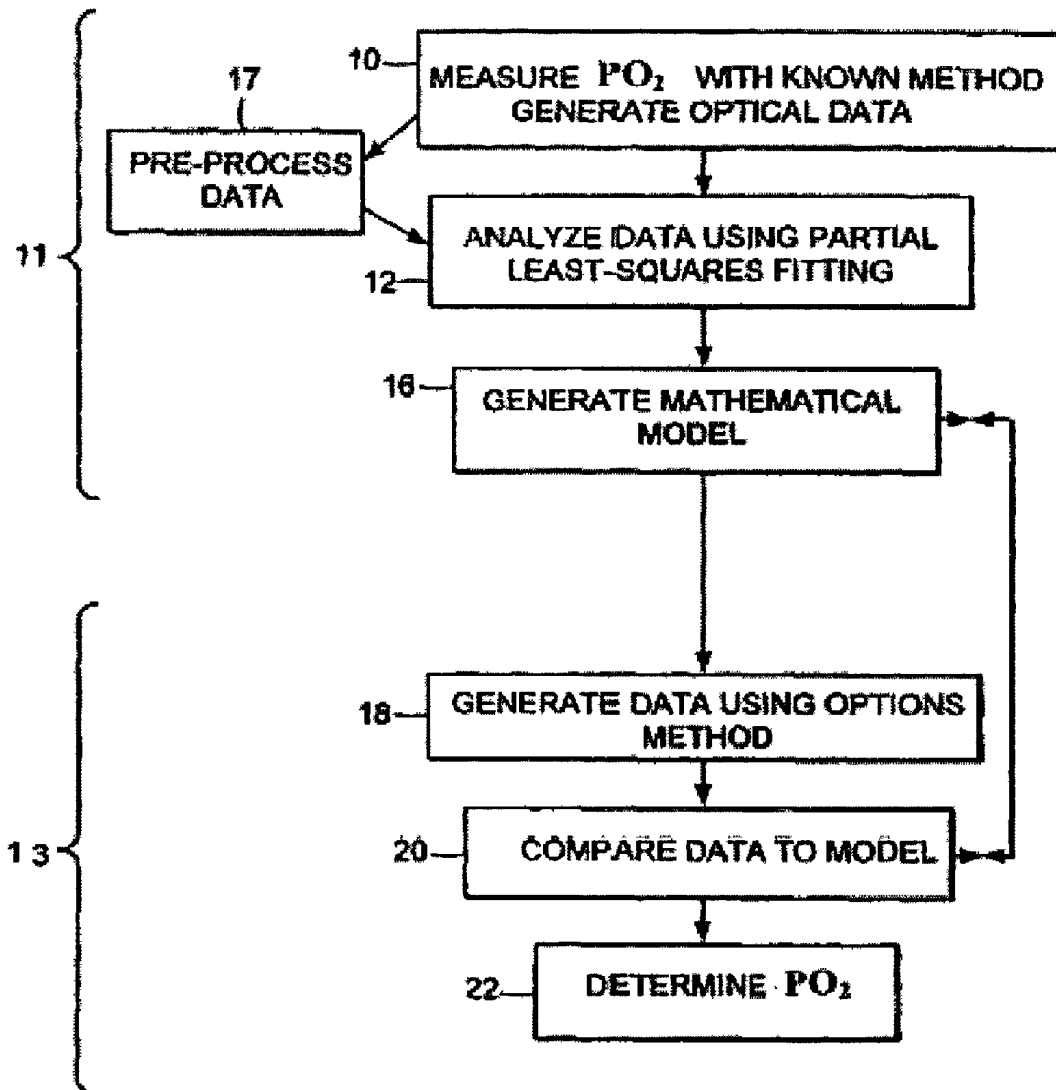 10
MEASURE PO₂ WITH KNOWN METHOD
GENERATE OPTICAL DATA
17
PRE-PROCESS
DATA
11
ANALYZE DATA USING PARTIAL
LEAST-SQUARES FITTING
12
16
GENERATE MATHEMATICAL
MODEL
18
GENERATE DATA USING OPTIONS
METHOD
13
20
COMPARE DATA TO MODEL
22
DETERMINE PO₂